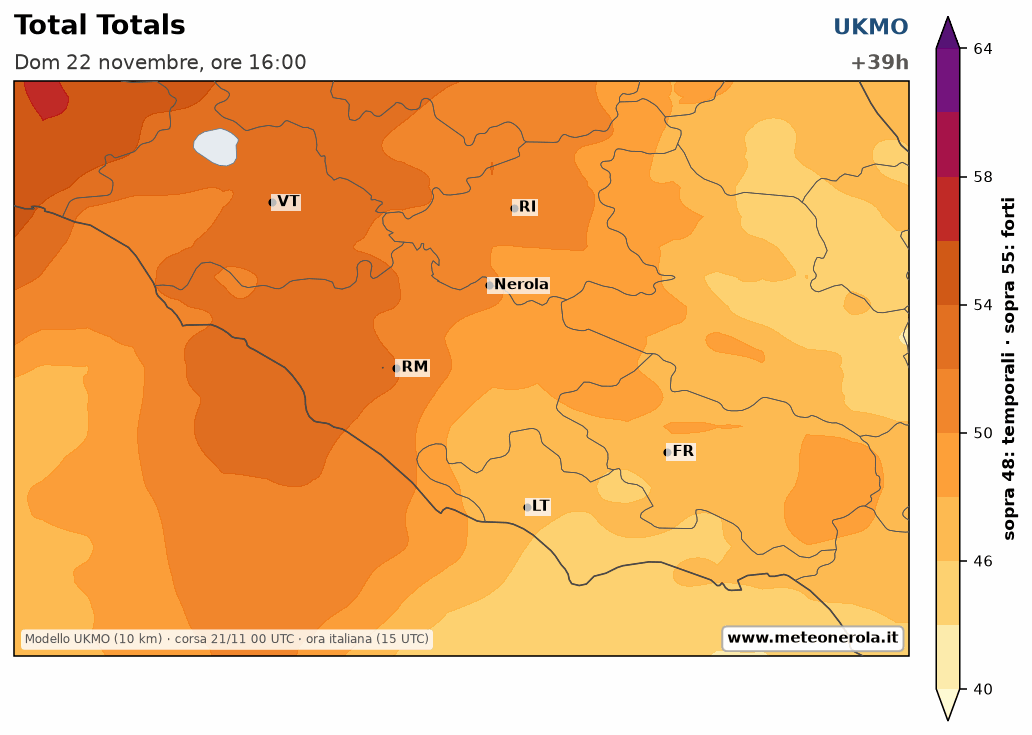 Total Totals
UKMO
Dom 22 novembre, ore 16:00
+39h
VT
RI
Nerola
RM
FR
LT
Modello UKMO (10 km) · corsa 21/11 00 UTC · ora italiana (15 UTC)
www.meteonerola.it
64
58
54
50
46
40
sopra 48: temporali · sopra 55: forti